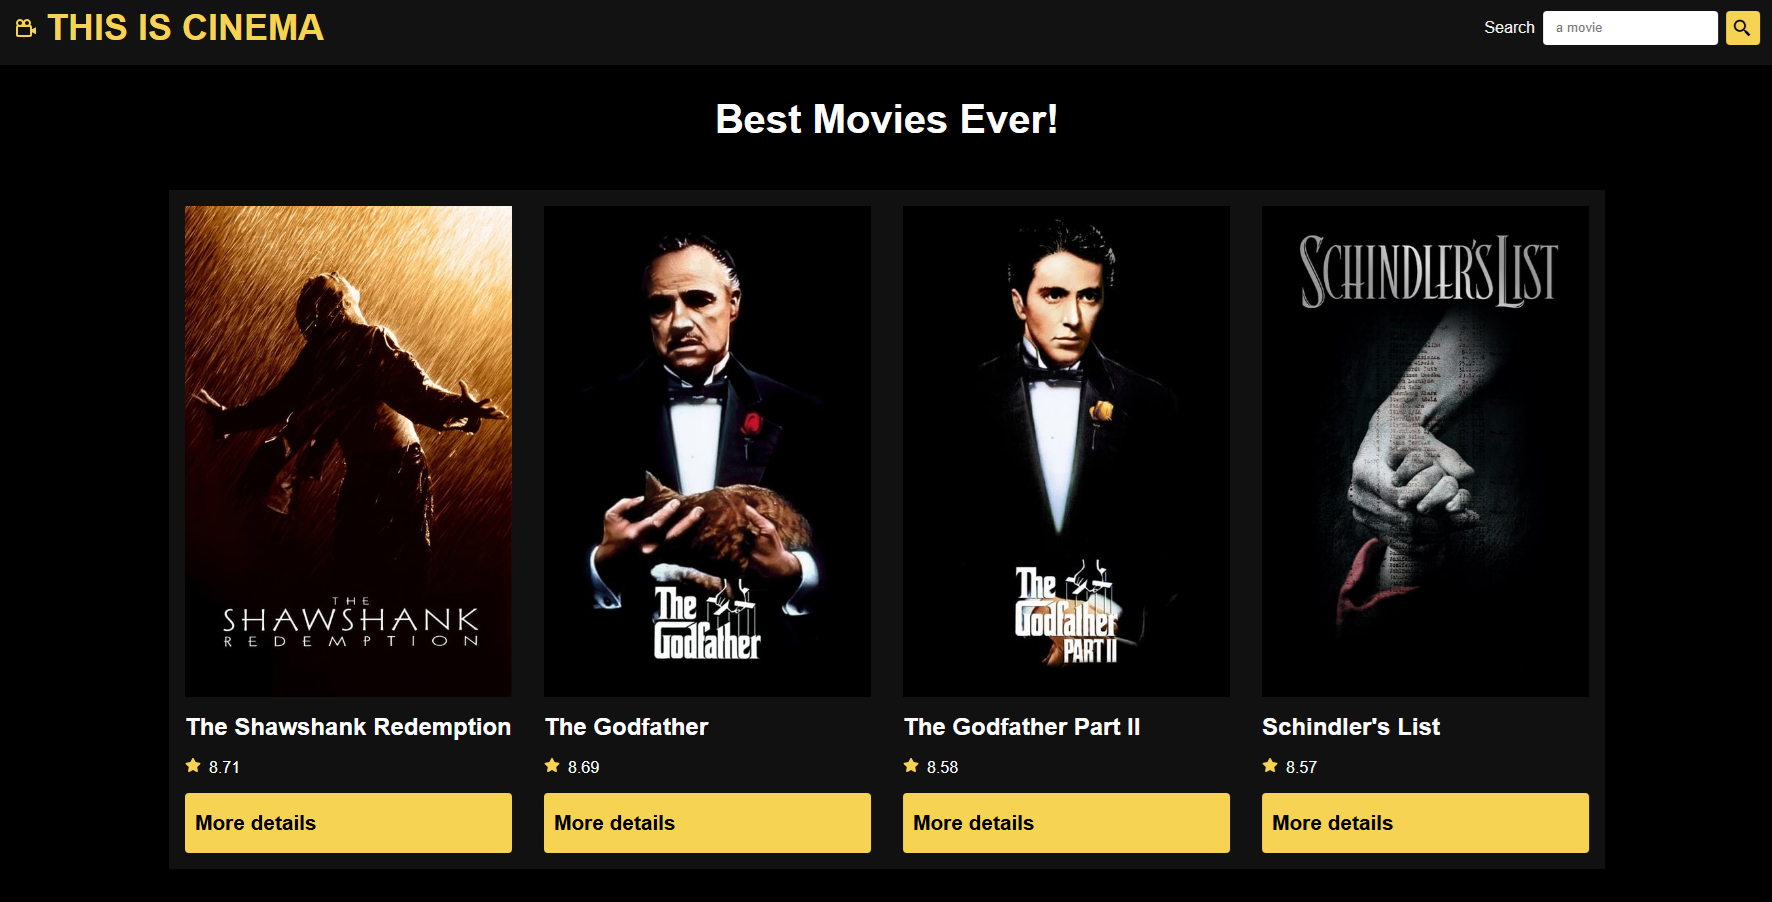 THIS IS CINEMA
Search a movie
Best Movies Ever!
THE
SHAWSHANK
REDEMPTION
The
Godfather
The
Godfather
PART II
SCHINDLER'S LIST
The Shawshank Redemption
The Godfather
The Godfather Part II
Schindler's List
8.71
8.69
8.58
8.57
More details
More details
More details
More details